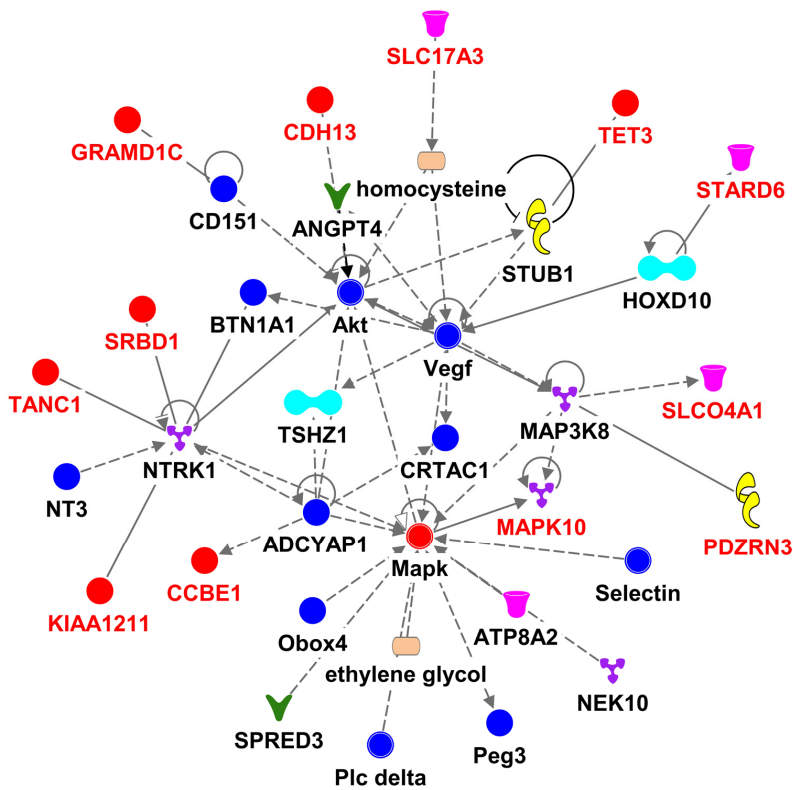 SLC17A3
CDH13
TET3
GRAMD1C
STARD6
homocysteine
CD151
ANGPT4
STUB1
HOXD10
BTN1A1
Akt
SRBD1
Vegf
TANC1
SLCO4A1
TSHZ1
MAP3K8
NTRK1
CRTAC1
NT3
MAPK10
ADCYAP1
PDZRN3
Mapk
CCBE1
Selectin
KIAA1211
Obox4
ATP8A2
ethylene glycol
NEK10
SPRED3
Peg3
Plc delta